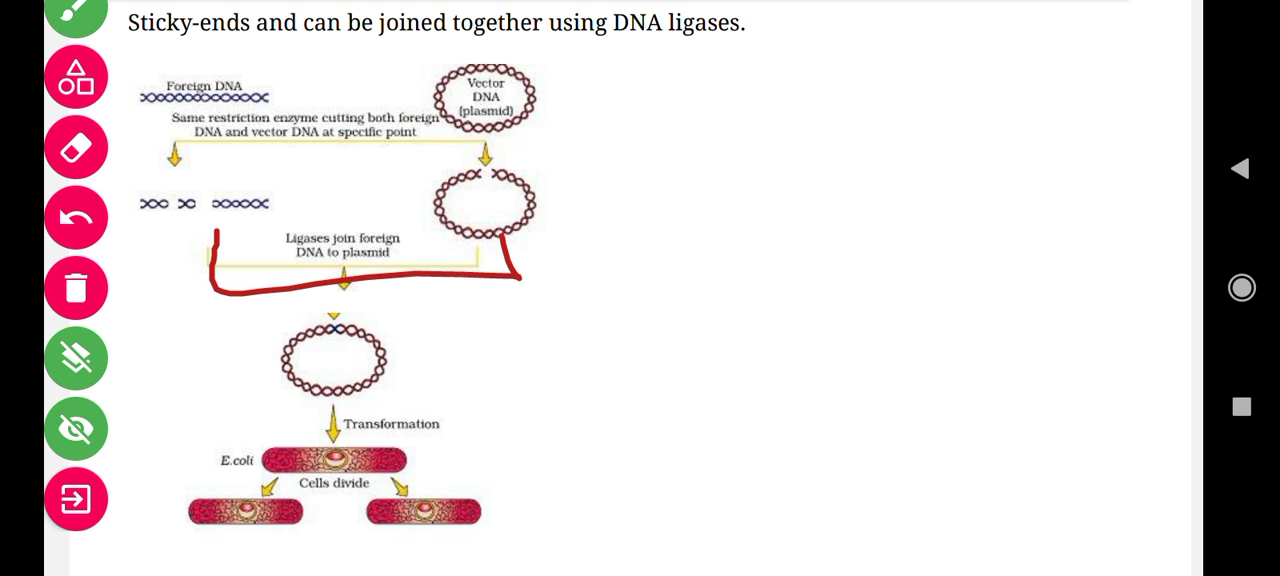 Sticky-ends and can be joined together using DNA ligases.
Foreign DNA
Vector
DNA
(plasmid)
Same restriction enzyme cutting both foreign
DNA and vector DNA at specific point
Ligases join foreign
DNA to plasmid
Transformation
E.coli
Cells divide